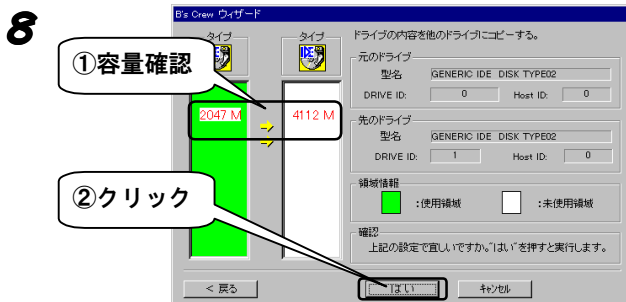 8
B's Crew ウィザード
タイプ
タイプ
ドライブの内容を他のドライブにコピーする。
IDE
IDE
①容量確認
元のドライブ
型名 GENERIC IDE DISK TYPE02
DRIVE ID: 0 Host ID: 0
2047 M
4112 M
先のドライブ
型名 GENERIC IDE DISK TYPE02
DRIVE ID: 1 Host ID: 0
②クリック
領域情報
:使用領域 :未使用領域
確認
上記の設定で宜しいですか。"はい"を押すと実行します。
< 戻る
はい
キャンセル